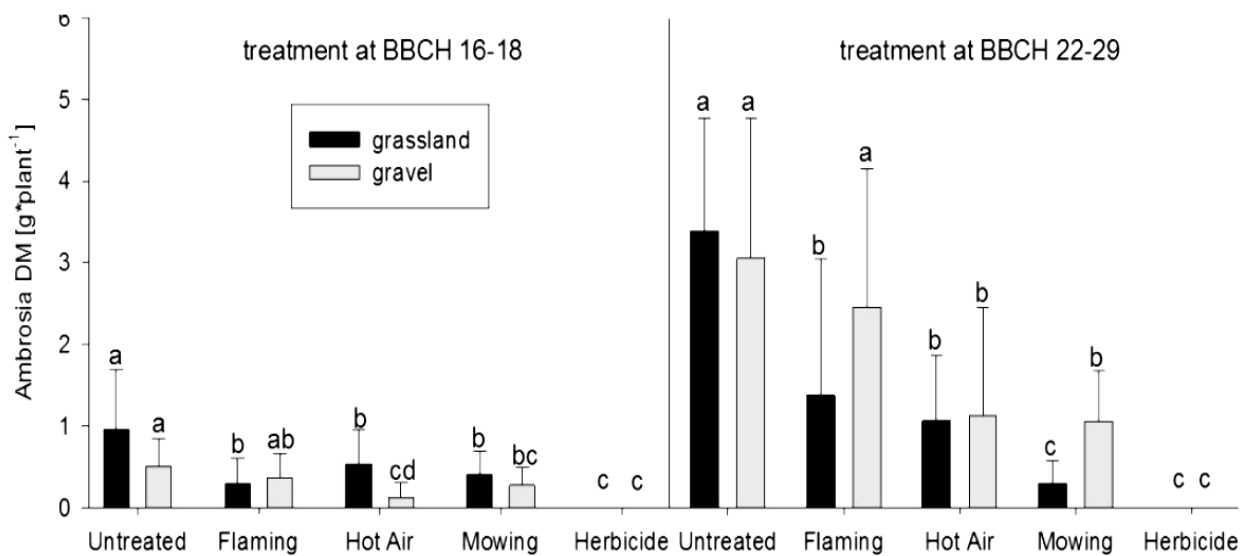 6
treatment at BBCH 16-18
treatment at BBCH 22-29
5
grassland
gravel
4
3
2
1
0
Ambrosia DM [g*plant⁻¹]
a
a
b
ab
b
cd
b
bc
c
c
a
a
b
a
b
b
c
b
c
c
Untreated
Flaming
Hot Air
Mowing
Herbicide
Untreated
Flaming
Hot Air
Mowing
Herbicide